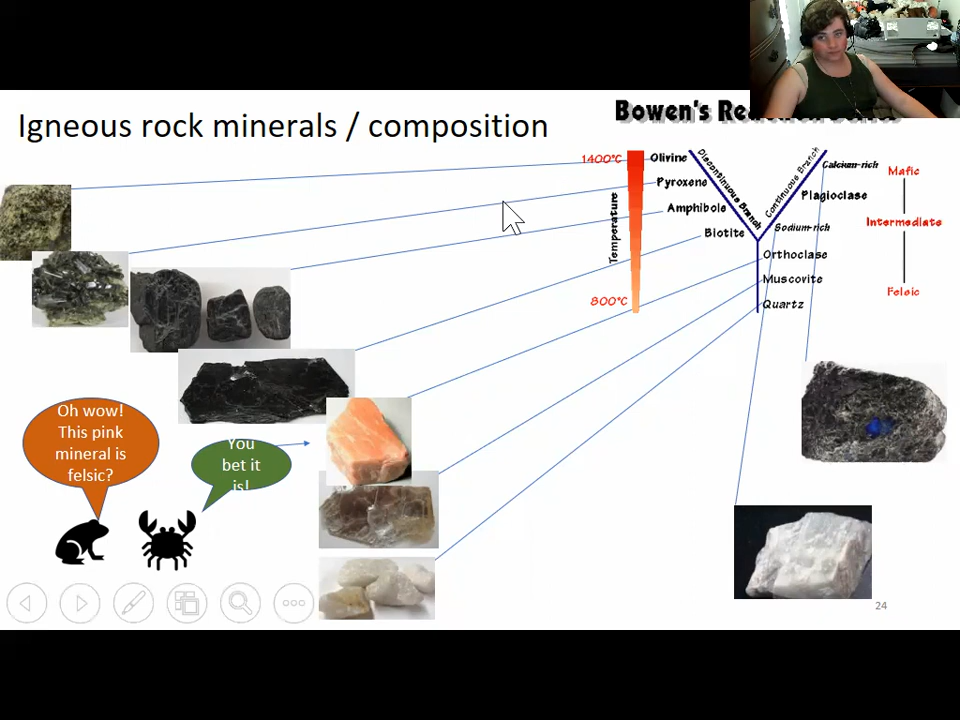 Igneous rock minerals / composition
Bowen's
1400°C
Olivine
Pyroxene
Amphibole
Biotite
Temperature
800°C
Discontinuous Branch
Continuous Branch
Calcium-rich
Plagioclase
Sodium-rich
Orthoclase
Muscovite
Quartz
Mafic
Intermediate
Felsic
Oh wow!
This pink
mineral is
felsic?
You
bet it
is!
24